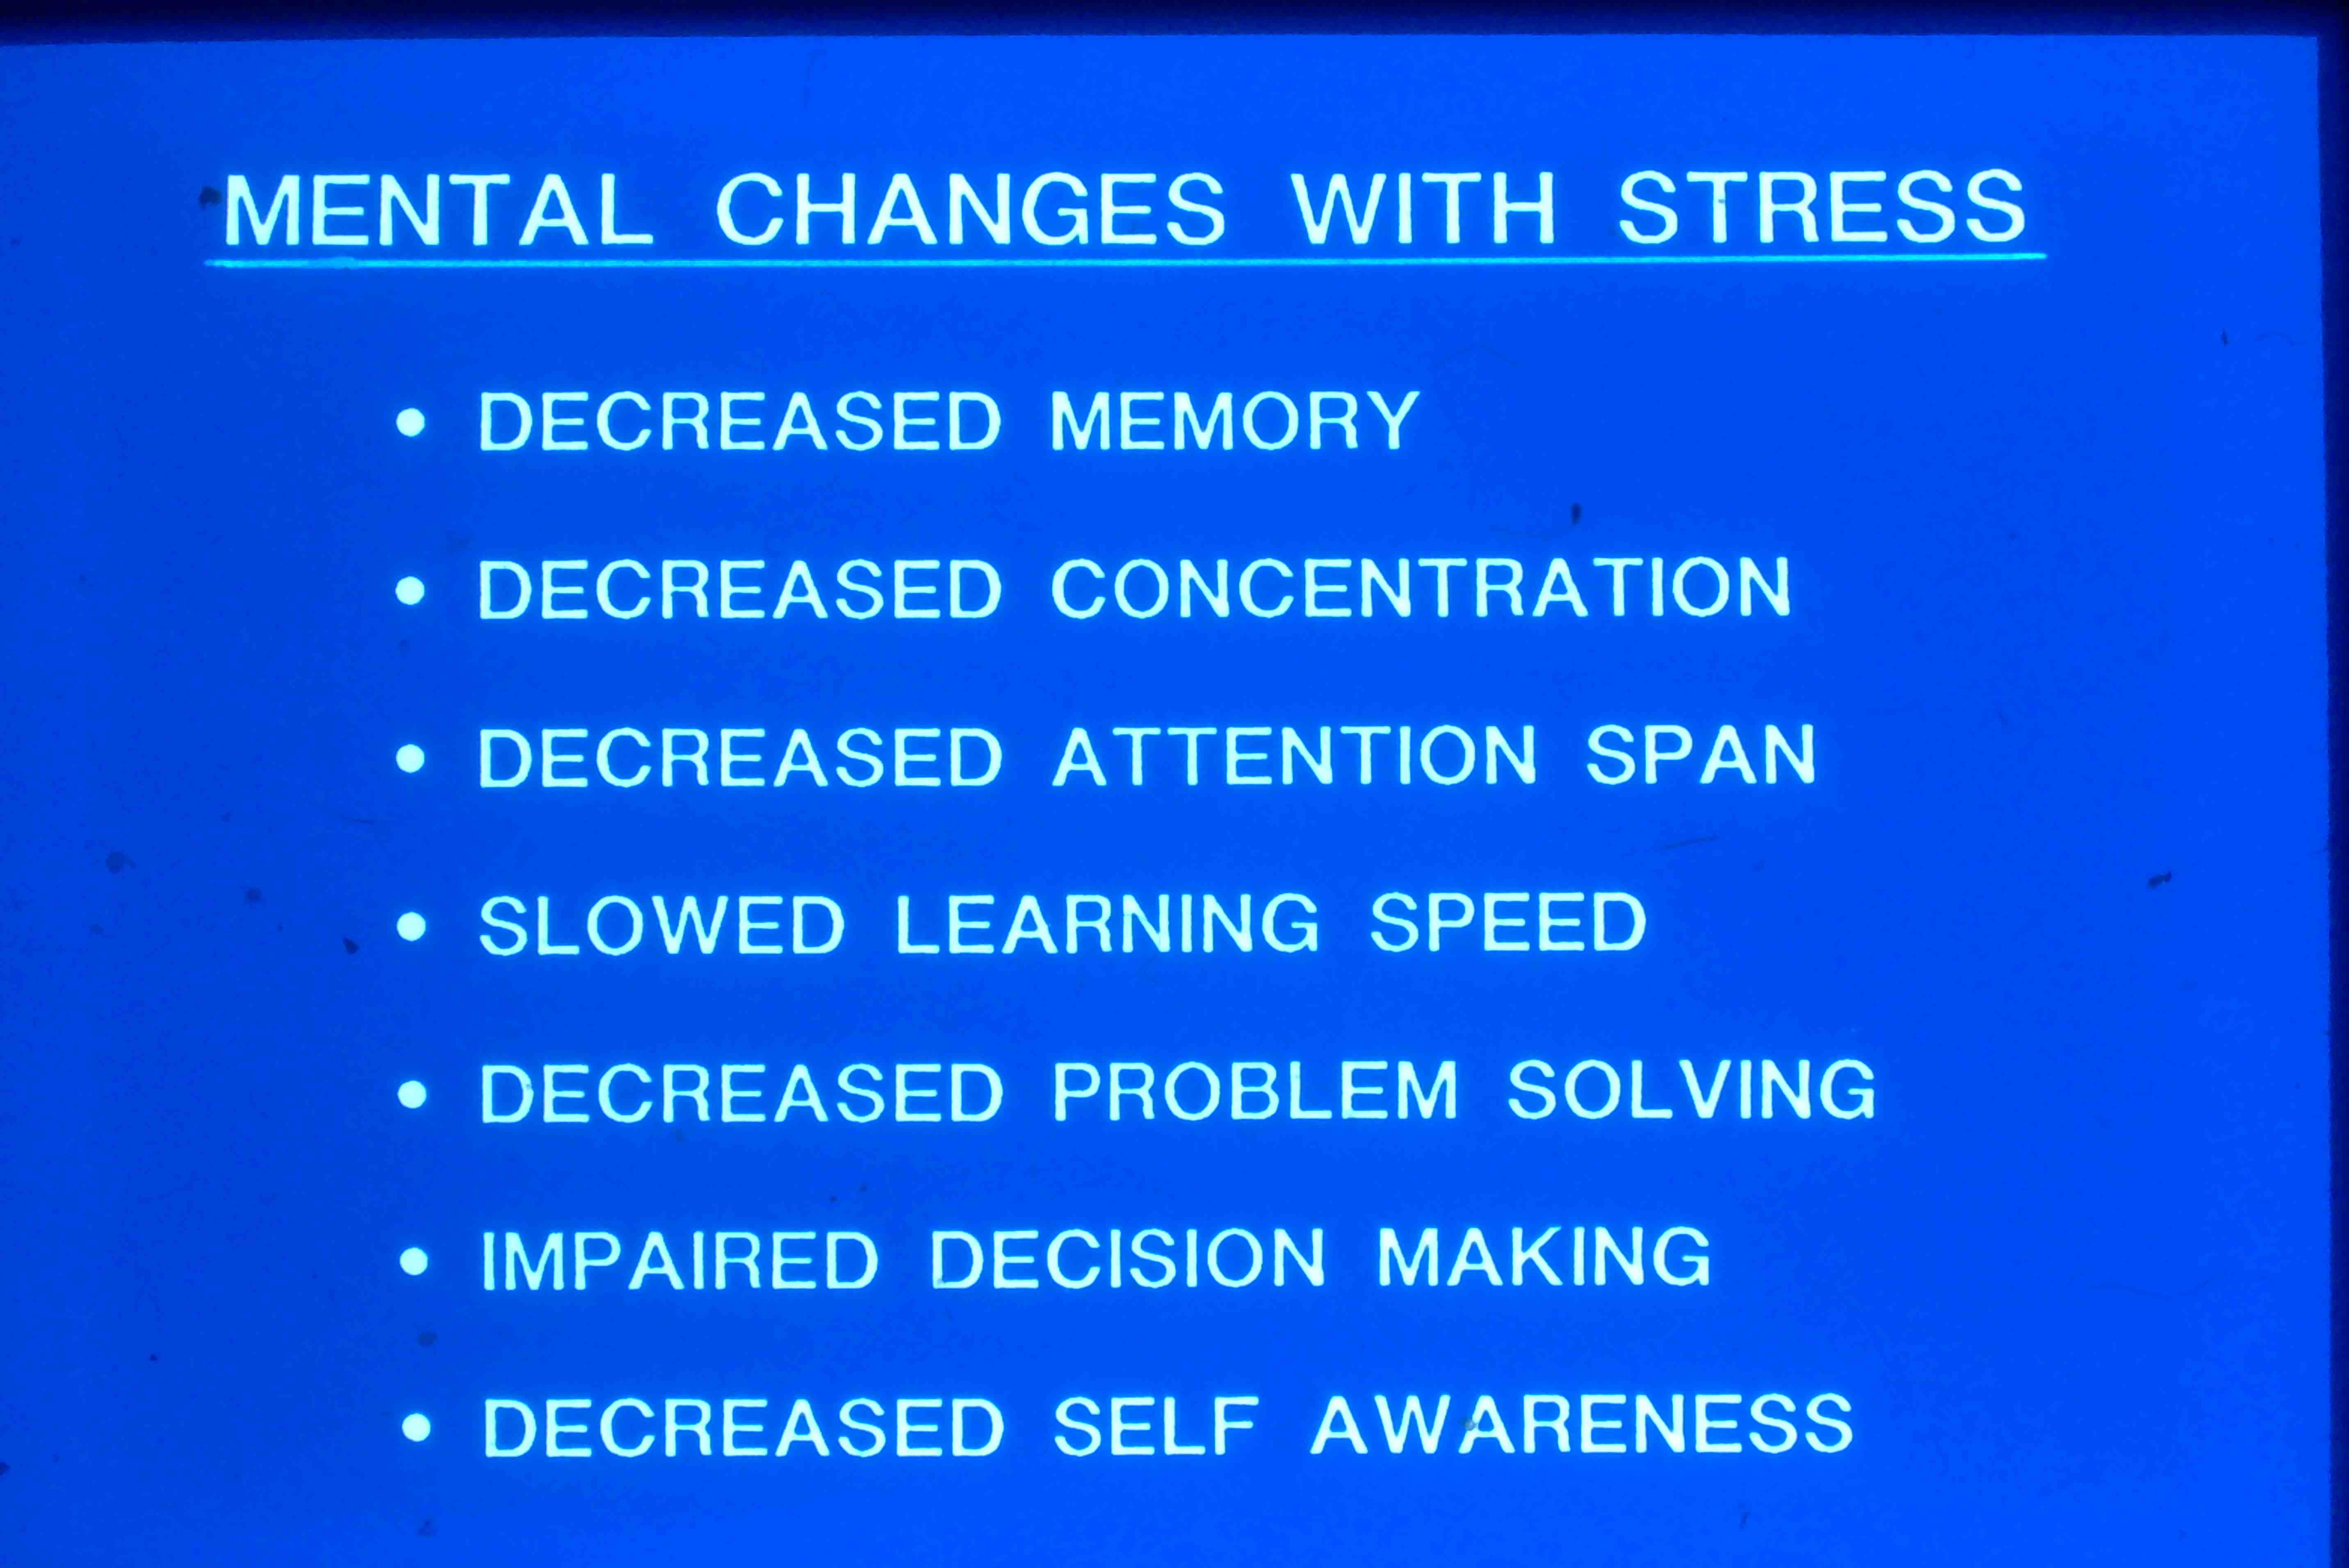 MENTAL CHANGES WITH STRESS
• DECREASED MEMORY
• DECREASED CONCENTRATION
• DECREASED ATTENTION SPAN
• SLOWED LEARNING SPEED
• DECREASED PROBLEM SOLVING
• IMPAIRED DECISION MAKING
• DECREASED SELF AWARENESS